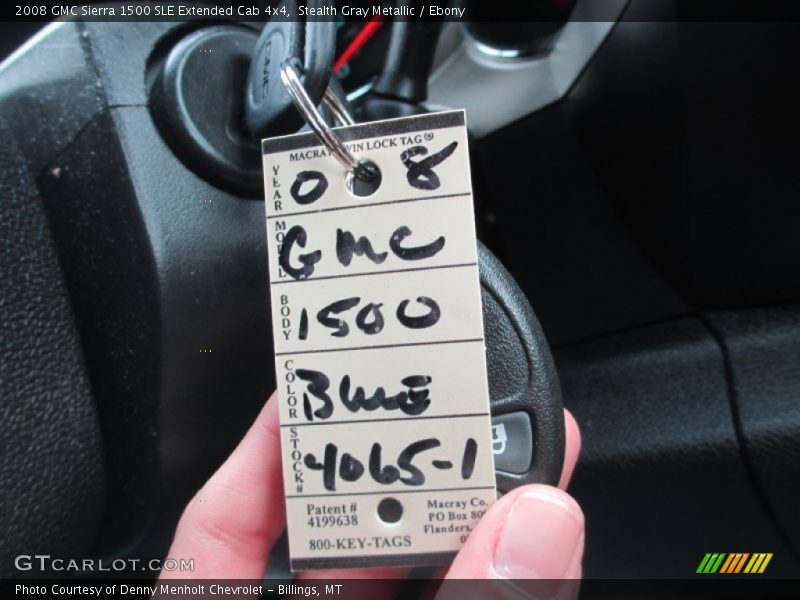 2008 GMC Sierra 1500 SLE Extended Cab 4x4, Stealth Gray Metallic / Ebony
MACRAY LOCK TAG®
YEAR 08
MODEL GMC
BODY 1500
COLOR Blue
STOCK# 4065-1
Patent #
4199638
800-KEY-TAGS
Macray Co.
PO Box
Flanders,
GTCARLOT.COM
Photo Courtesy of Denny Menholt Chevrolet – Billings, MT